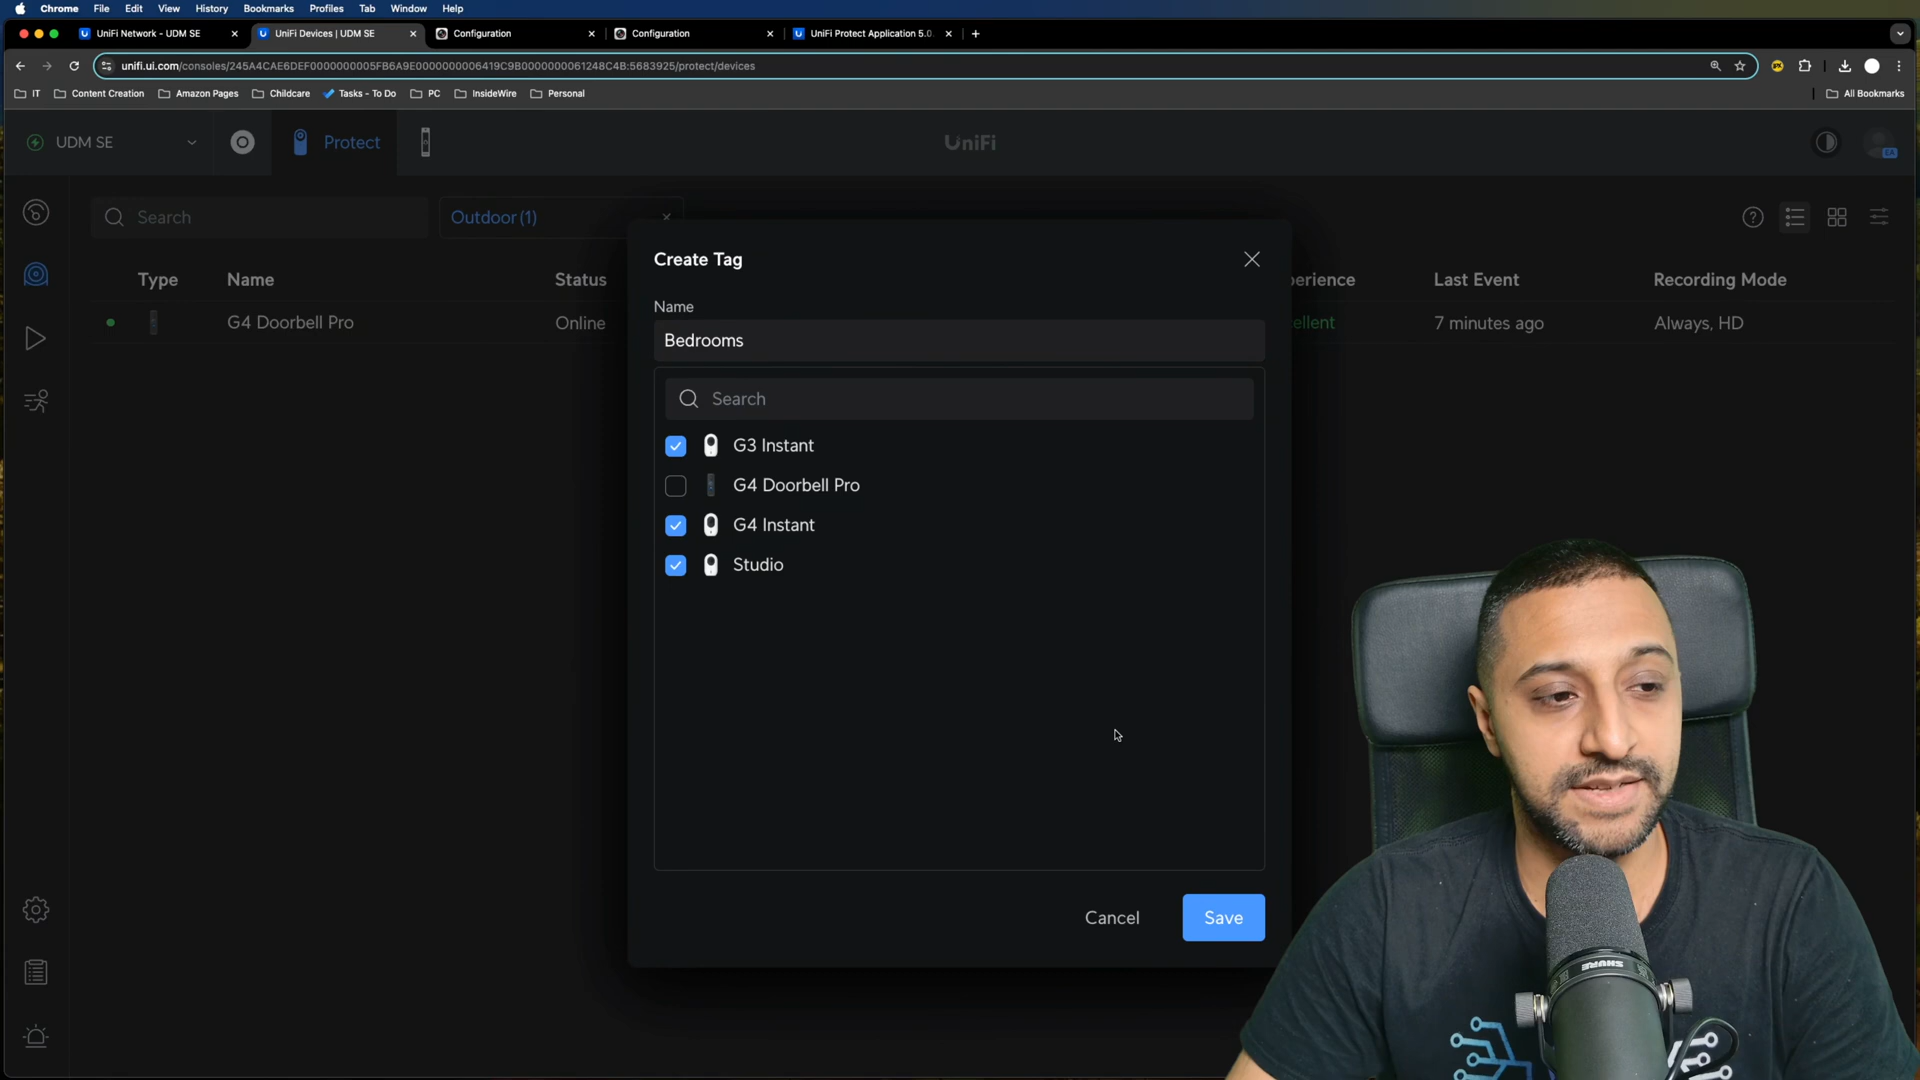 Chrome File Edit View History Bookmarks Profiles Tab Window Help
UniFi Network - UDM SE
UniFi Devices | UDM SE
Configuration
Configuration
UniFi Protect Application 5.0.
unifi.ui.com/consoles/245A4CAE6DEF0000000005FB6A9E0000000006419C9B0000000061248C4B:5683925/protect/devices
IT Content Creation Amazon Pages Childcare Tasks - To Do PC InsideWire Personal All Bookmarks
UDM SE Protect UniFi EA
Search Outdoor (1)
Type Name Status perience Last Event Recording Mode
G4 Doorbell Pro Online cellent 7 minutes ago Always, HD
Create Tag
Name
Bedrooms
Search
G3 Instant
G4 Doorbell Pro
G4 Instant
Studio
Cancel Save
SHURE